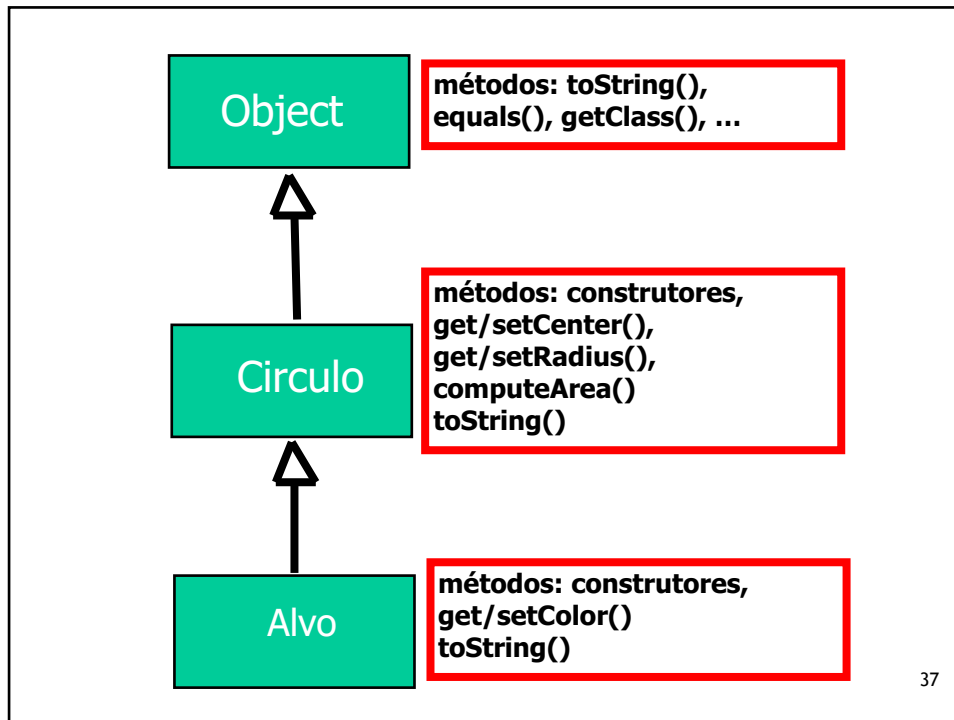 Object
métodos: toString(),
equals(), getClass(), ...
Circulo
métodos: construtores,
get/setCenter(),
get/setRadius(),
computeArea()
toString()
Alvo
métodos: construtores,
get/setColor()
toString()
37